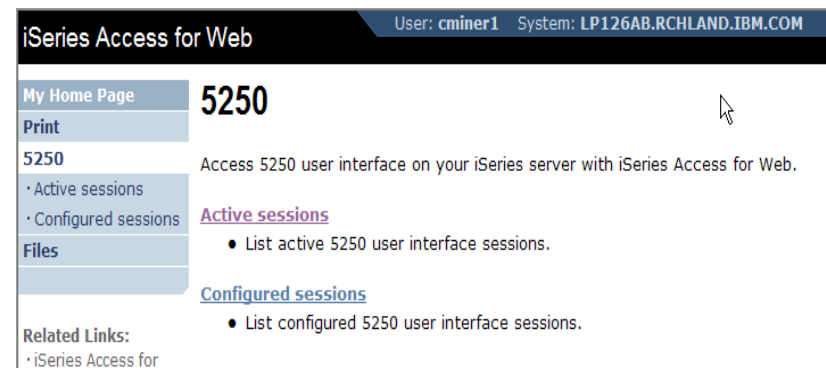 iSeries Access for Web
User: cminer1 System: LP126AB.RCHLAND.IBM.COM
My Home Page
Print
5250
· Active sessions
· Configured sessions
Files
Related Links:
· iSeries Access for
5250
Access 5250 user interface on your iSeries server with iSeries Access for Web.
Active sessions
● List active 5250 user interface sessions.
Configured sessions
● List configured 5250 user interface sessions.